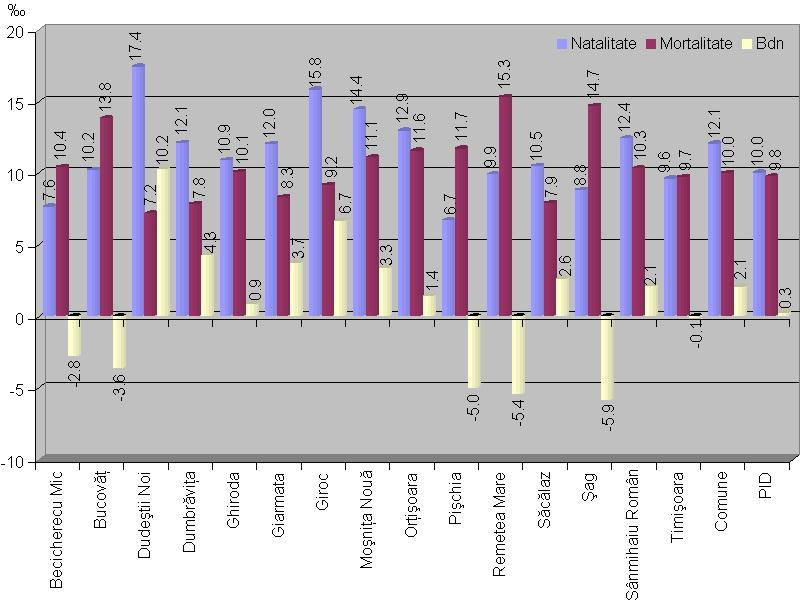 ‰
Natalitate Mortalitate Bdn
20
15
10
5
0
-5
-10
7.6 10.4 -2.8
10.2 13.8 -3.6
17.4 7.2 10.2
12.1 7.8 4.3
10.9 10.1 0.9
12.0 8.3 3.7
15.8 9.2 6.7
14.4 11.1 3.3
12.9 11.6 1.4
6.7 11.7 -5.0
9.9 15.3 -5.4
10.5 7.9 2.6
8.8 14.7 -5.9
12.4 10.3 2.1
9.6 9.7 -0.1
12.1 10.0 2.1
10.0 9.8 0.3
Becicherecu Mic
Bucovăţ
Dudeştii Noi
Dumbrăviţa
Ghiroda
Giarmata
Giroc
Moşniţa Nouă
Orţişoara
Pişchia
Remetea Mare
Săcălaz
Şag
Sânmihaiu Român
Timişoara
Comune
PID